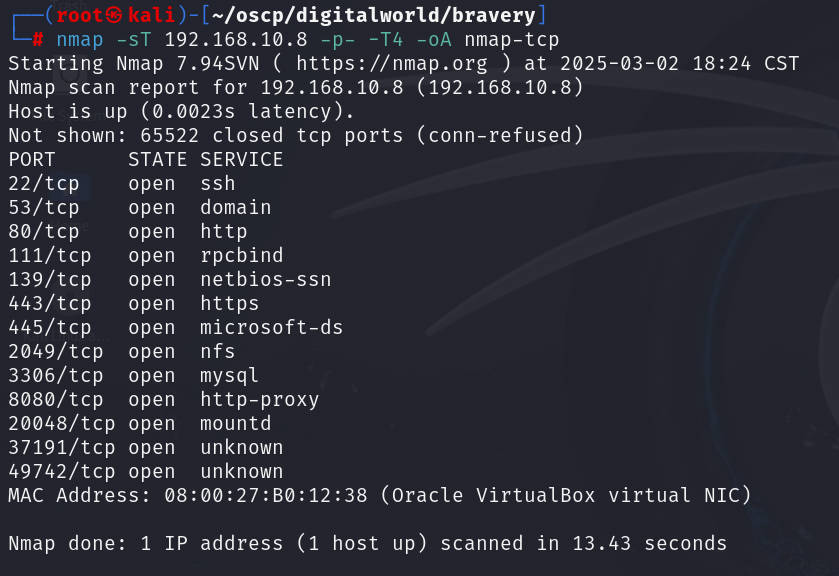 ┌──(root㉿kali)-[~/oscp/digitalworld/bravery]
└─# nmap -sT 192.168.10.8 -p- -T4 -oA nmap-tcp
Starting Nmap 7.94SVN ( https://nmap.org ) at 2025-03-02 18:24 CST
Nmap scan report for 192.168.10.8 (192.168.10.8)
Host is up (0.0023s latency).
Not shown: 65522 closed tcp ports (conn-refused)
PORT      STATE SERVICE
22/tcp    open  ssh
53/tcp    open  domain
80/tcp    open  http
111/tcp   open  rpcbind
139/tcp   open  netbios-ssn
443/tcp   open  https
445/tcp   open  microsoft-ds
2049/tcp  open  nfs
3306/tcp  open  mysql
8080/tcp  open  http-proxy
20048/tcp open  mountd
37191/tcp open  unknown
49742/tcp open  unknown
MAC Address: 08:00:27:B0:12:38 (Oracle VirtualBox virtual NIC)
Nmap done: 1 IP address (1 host up) scanned in 13.43 seconds